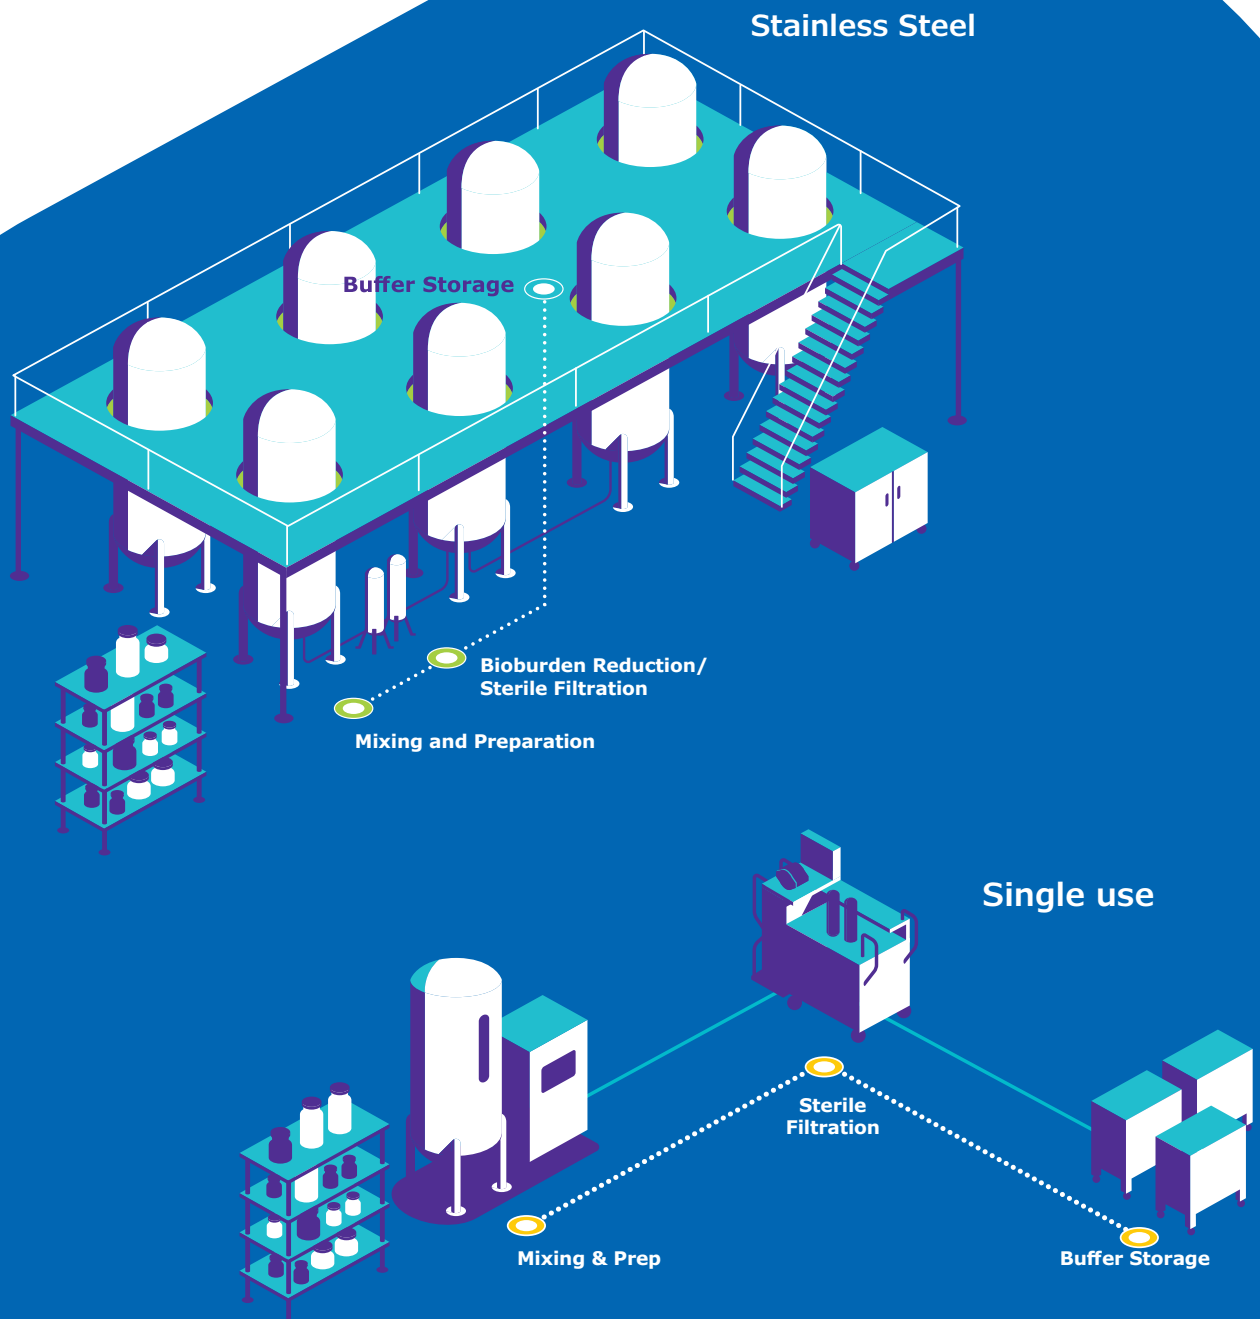 Stainless Steel
Buffer Storage
Bioburden Reduction/
Sterile Filtration
Mixing and Preparation
Single use
Sterile
Filtration
Mixing & Prep
Buffer Storage